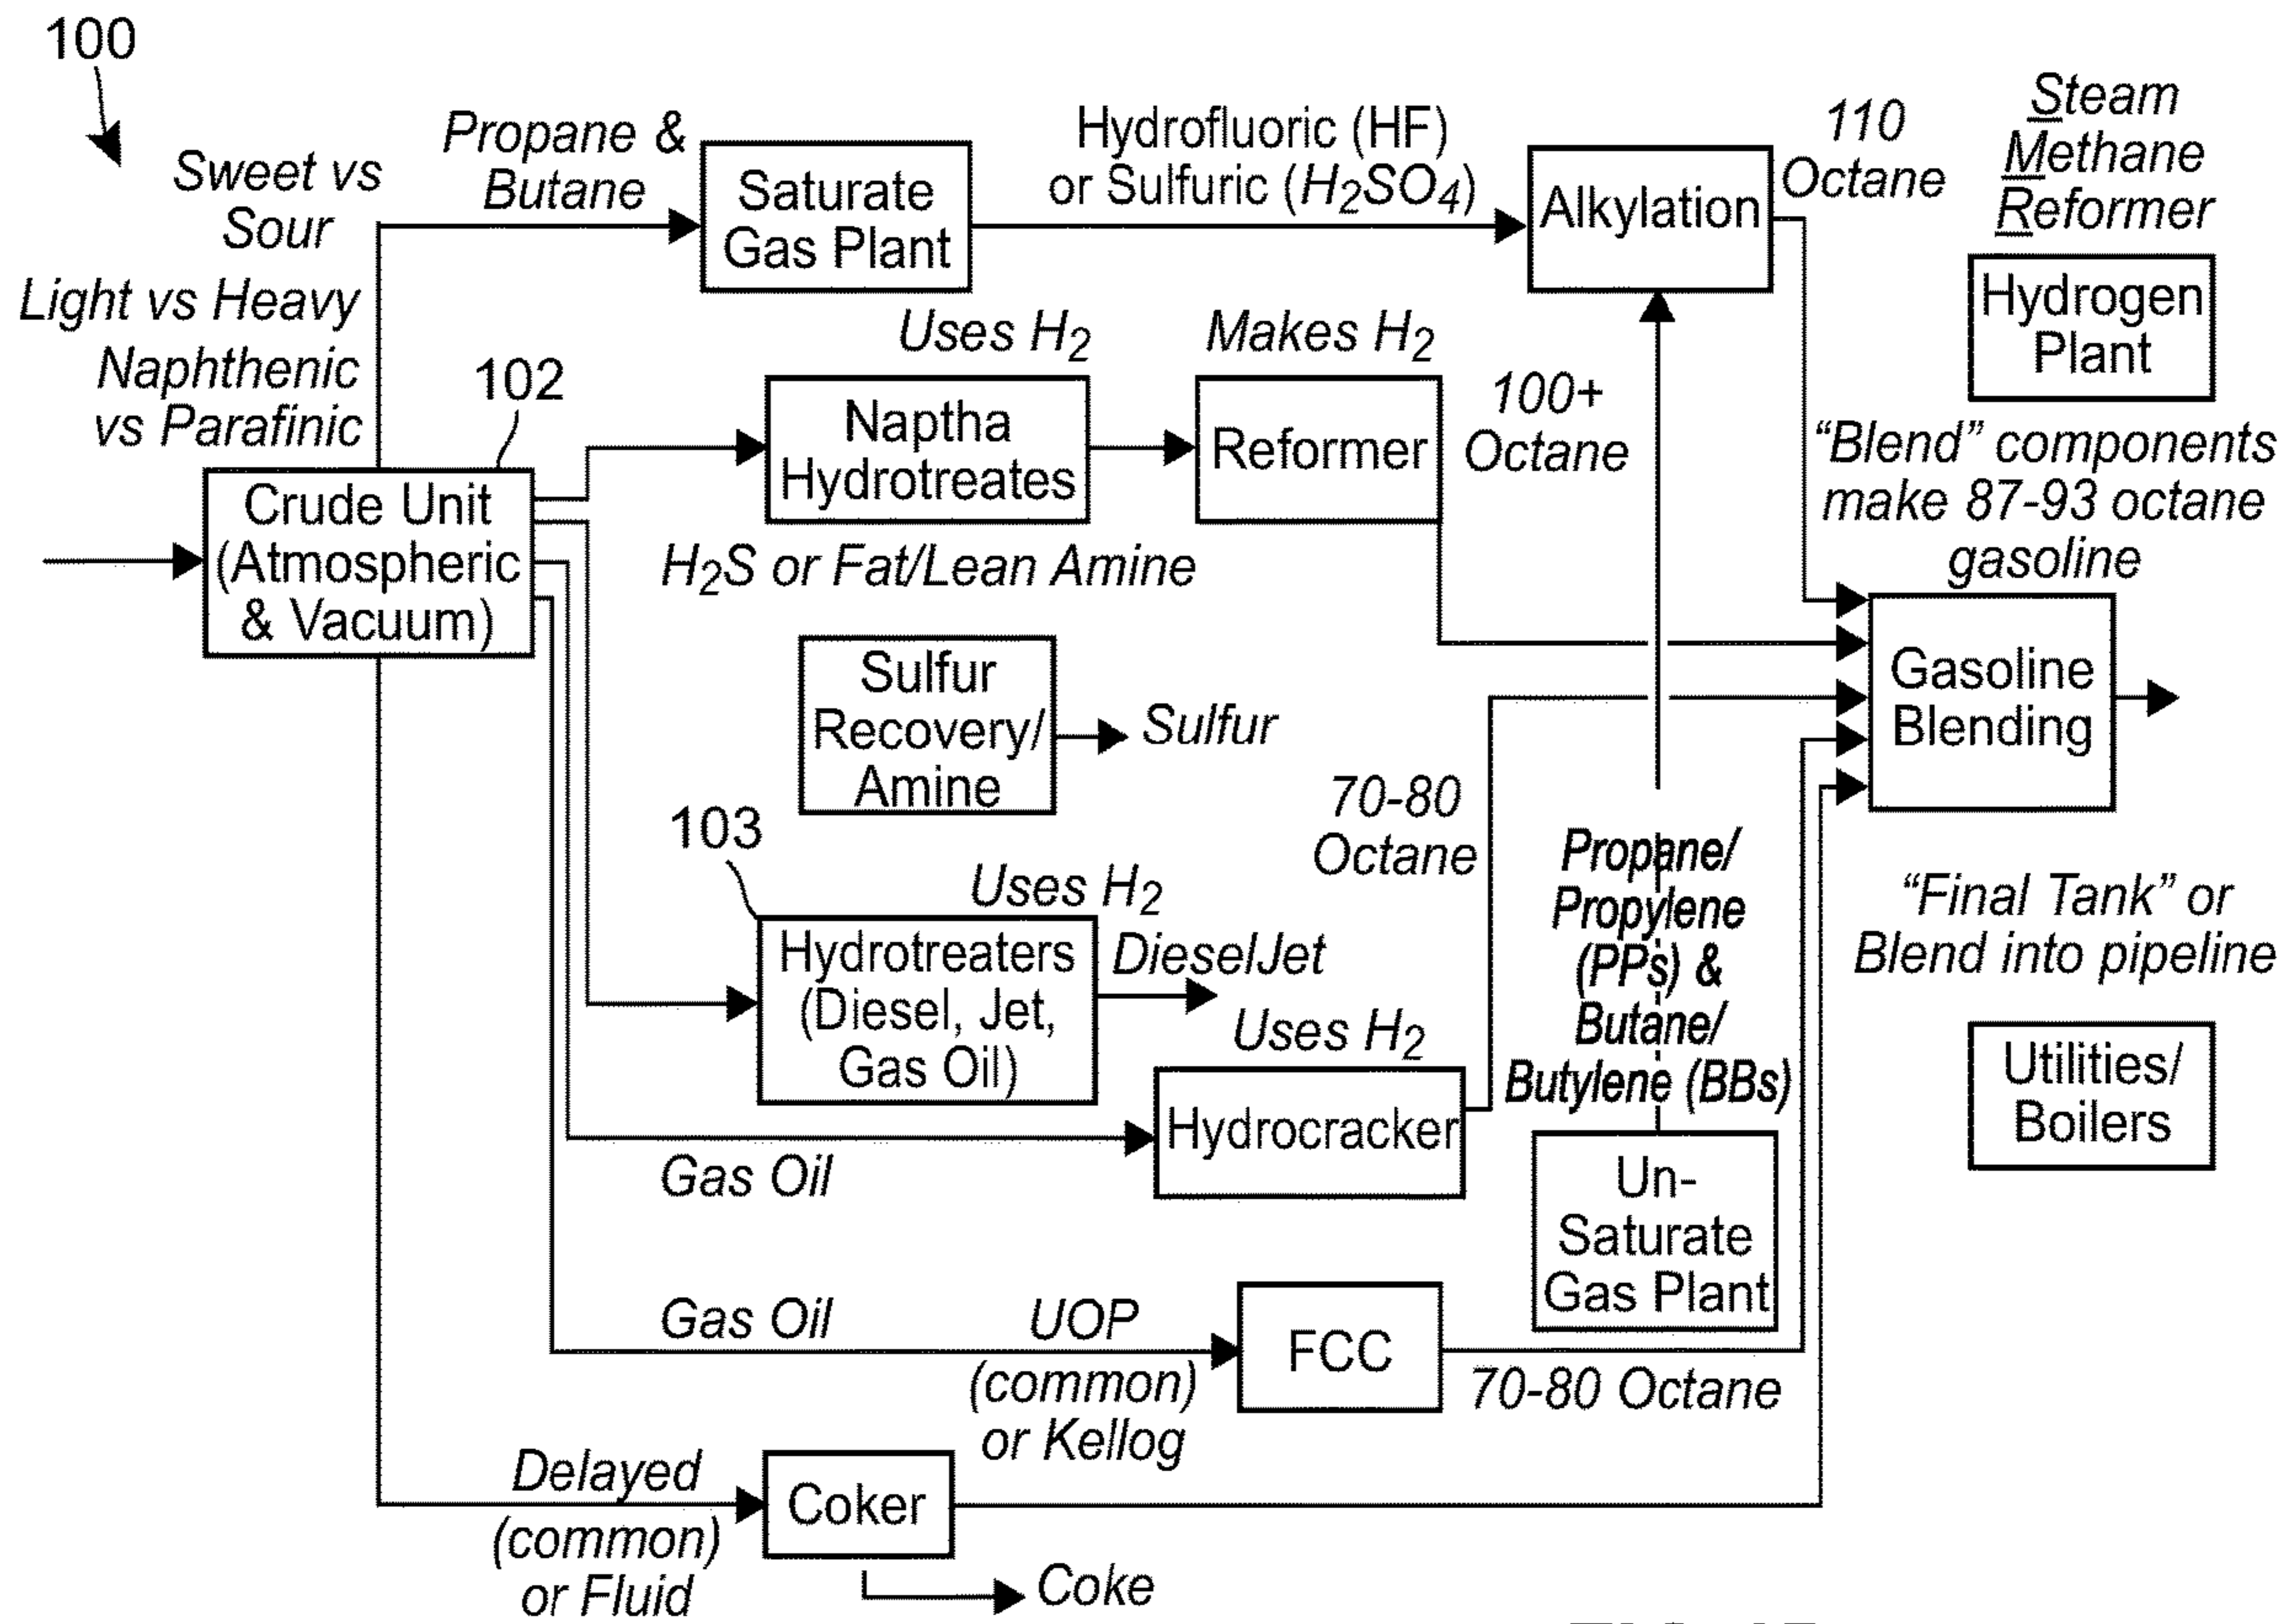 100
Sweet vs
Sour
Light vs Heavy
Naphthenic
vs Parafinic
102
Crude Unit
(Atmospheric
& Vacuum)
Propane &
Butane
Saturate
Gas Plant
Hydrofluoric (HF)
or Sulfuric (H₂SO₄)
Alkylation
110
Octane
Steam
Methane
Reformer
Hydrogen
Plant
Uses H₂
Naptha
Hydrotreates
Makes H₂
Reformer
100+
Octane
“Blend” components
make 87-93 octane
gasoline
H₂S or Fat/Lean Amine
Sulfur
Recovery/
Amine
Sulfur
Gasoline
Blending
103
Uses H₂
Hydrotreaters
(Diesel, Jet,
Gas Oil)
DieselJet
70-80
Octane
Uses H₂
Hydrocracker
Gas Oil
Propane/
Propylene
(PPs) &
Butane/
Butylene (BBs)
Un-
Saturate
Gas Plant
“Final Tank” or
Blend into pipeline
Utilities/
Boilers
Gas Oil
UOP
(common)
or Kellog
FCC
70-80 Octane
Delayed
(common)
or Fluid
Coker
Coke